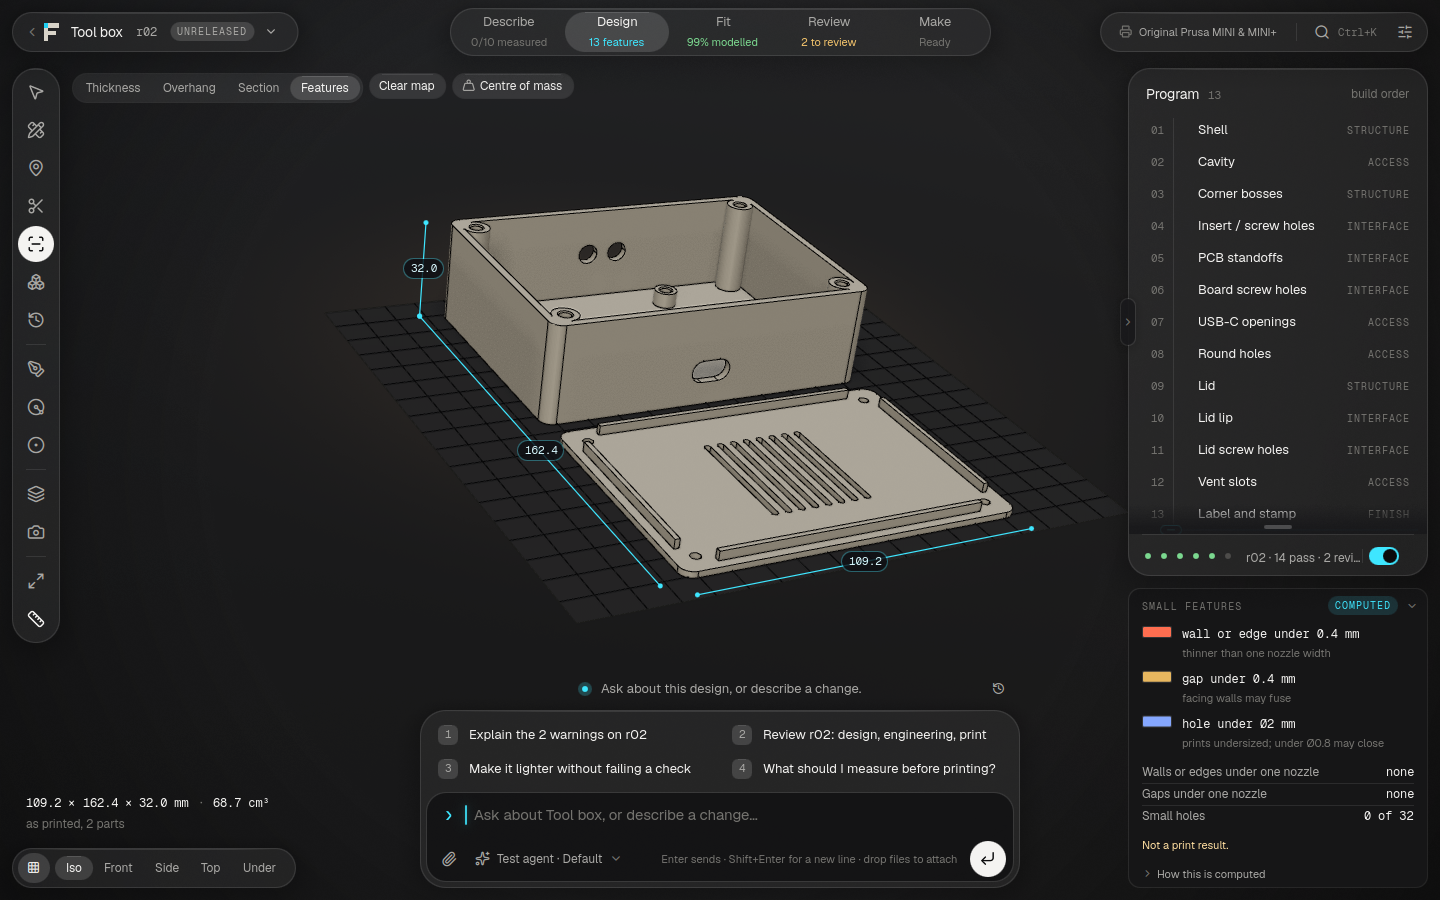 Tool box r02 UNRELEASED
Describe
0/10 measured
Design
13 features
Fit
99% modelled
Review
2 to review
Make
Ready
Original Prusa MINI & MINI+
Ctrl+K
Thickness
Overhang
Section
Features
Clear map
Centre of mass
32.0
162.4
109.2
Program 13 build order
01 Shell STRUCTURE
02 Cavity ACCESS
03 Corner bosses STRUCTURE
04 Insert / screw holes INTERFACE
05 PCB standoffs INTERFACE
06 Board screw holes INTERFACE
07 USB-C openings ACCESS
08 Round holes ACCESS
09 Lid STRUCTURE
10 Lid lip INTERFACE
11 Lid screw holes INTERFACE
12 Vent slots ACCESS
13 Label and stamp FINISH
r02 · 14 pass · 2 revi…
SMALL FEATURES COMPUTED
wall or edge under 0.4 mm
thinner than one nozzle width
gap under 0.4 mm
facing walls may fuse
hole under Ø2 mm
prints undersized; under Ø0.8 may close
Walls or edges under one nozzle none
Gaps under one nozzle none
Small holes 0 of 32
Not a print result.
How this is computed
Ask about this design, or describe a change.
1 Explain the 2 warnings on r02
2 Review r02: design, engineering, print
3 Make it lighter without failing a check
4 What should I measure before printing?
Ask about Tool box, or describe a change…
Test agent · Default
Enter sends · Shift+Enter for a new line · drop files to attach
109.2 × 162.4 × 32.0 mm · 68.7 cm³
as printed, 2 parts
Iso
Front
Side
Top
Under